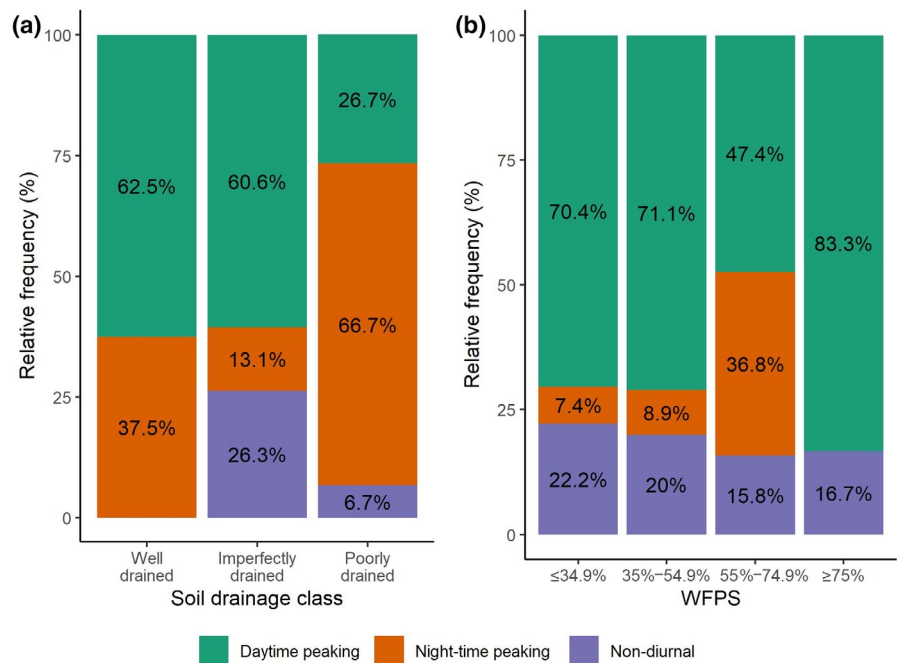 (a)
Relative frequency (%)
100
75
50
25
0
62.5%
37.5%
60.6%
13.1%
26.3%
26.7%
66.7%
6.7%
Well
drained
Imperfectly
drained
Poorly
drained
Soil drainage class
(b)
Relative frequency (%)
100
75
50
25
0
70.4%
7.4%
22.2%
71.1%
8.9%
20%
47.4%
36.8%
15.8%
83.3%
16.7%
≤34.9%
35%−54.9%
55%−74.9%
≥75%
WFPS
Daytime peaking
Night-time peaking
Non-diurnal